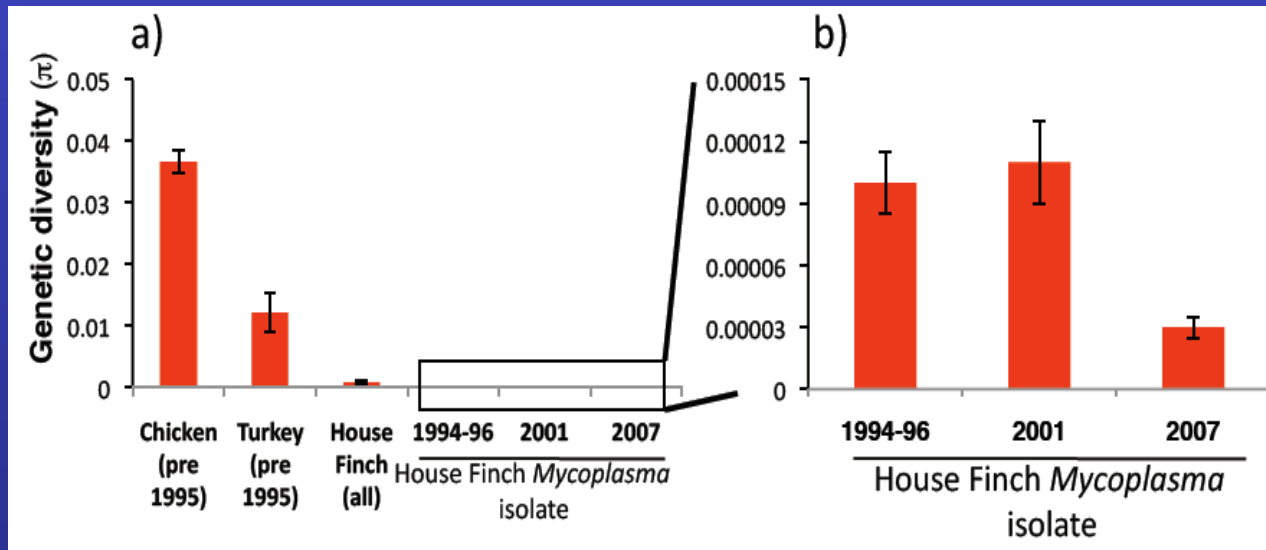 a)
Genetic diversity (π)
0.05
0.04
0.03
0.02
0.01
0
Chicken
(pre
1995)
Turkey
(pre
1995)
House
Finch
(all)
1994-96 2001 2007
House Finch Mycoplasma
isolate
b)
0.00015
0.00012
0.00009
0.00006
0.00003
0
1994-96 2001 2007
House Finch Mycoplasma
isolate